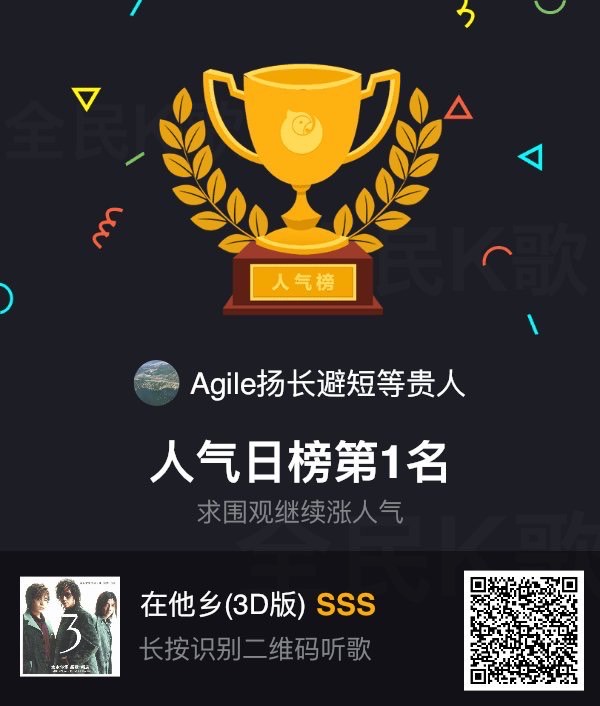 全民K歌
全民K歌
人气榜
Agile扬长避短等贵人
人气日榜第1名
求围观继续涨人气
全民K歌
在他乡(3D版) SSS
3
长按识别二维码听歌